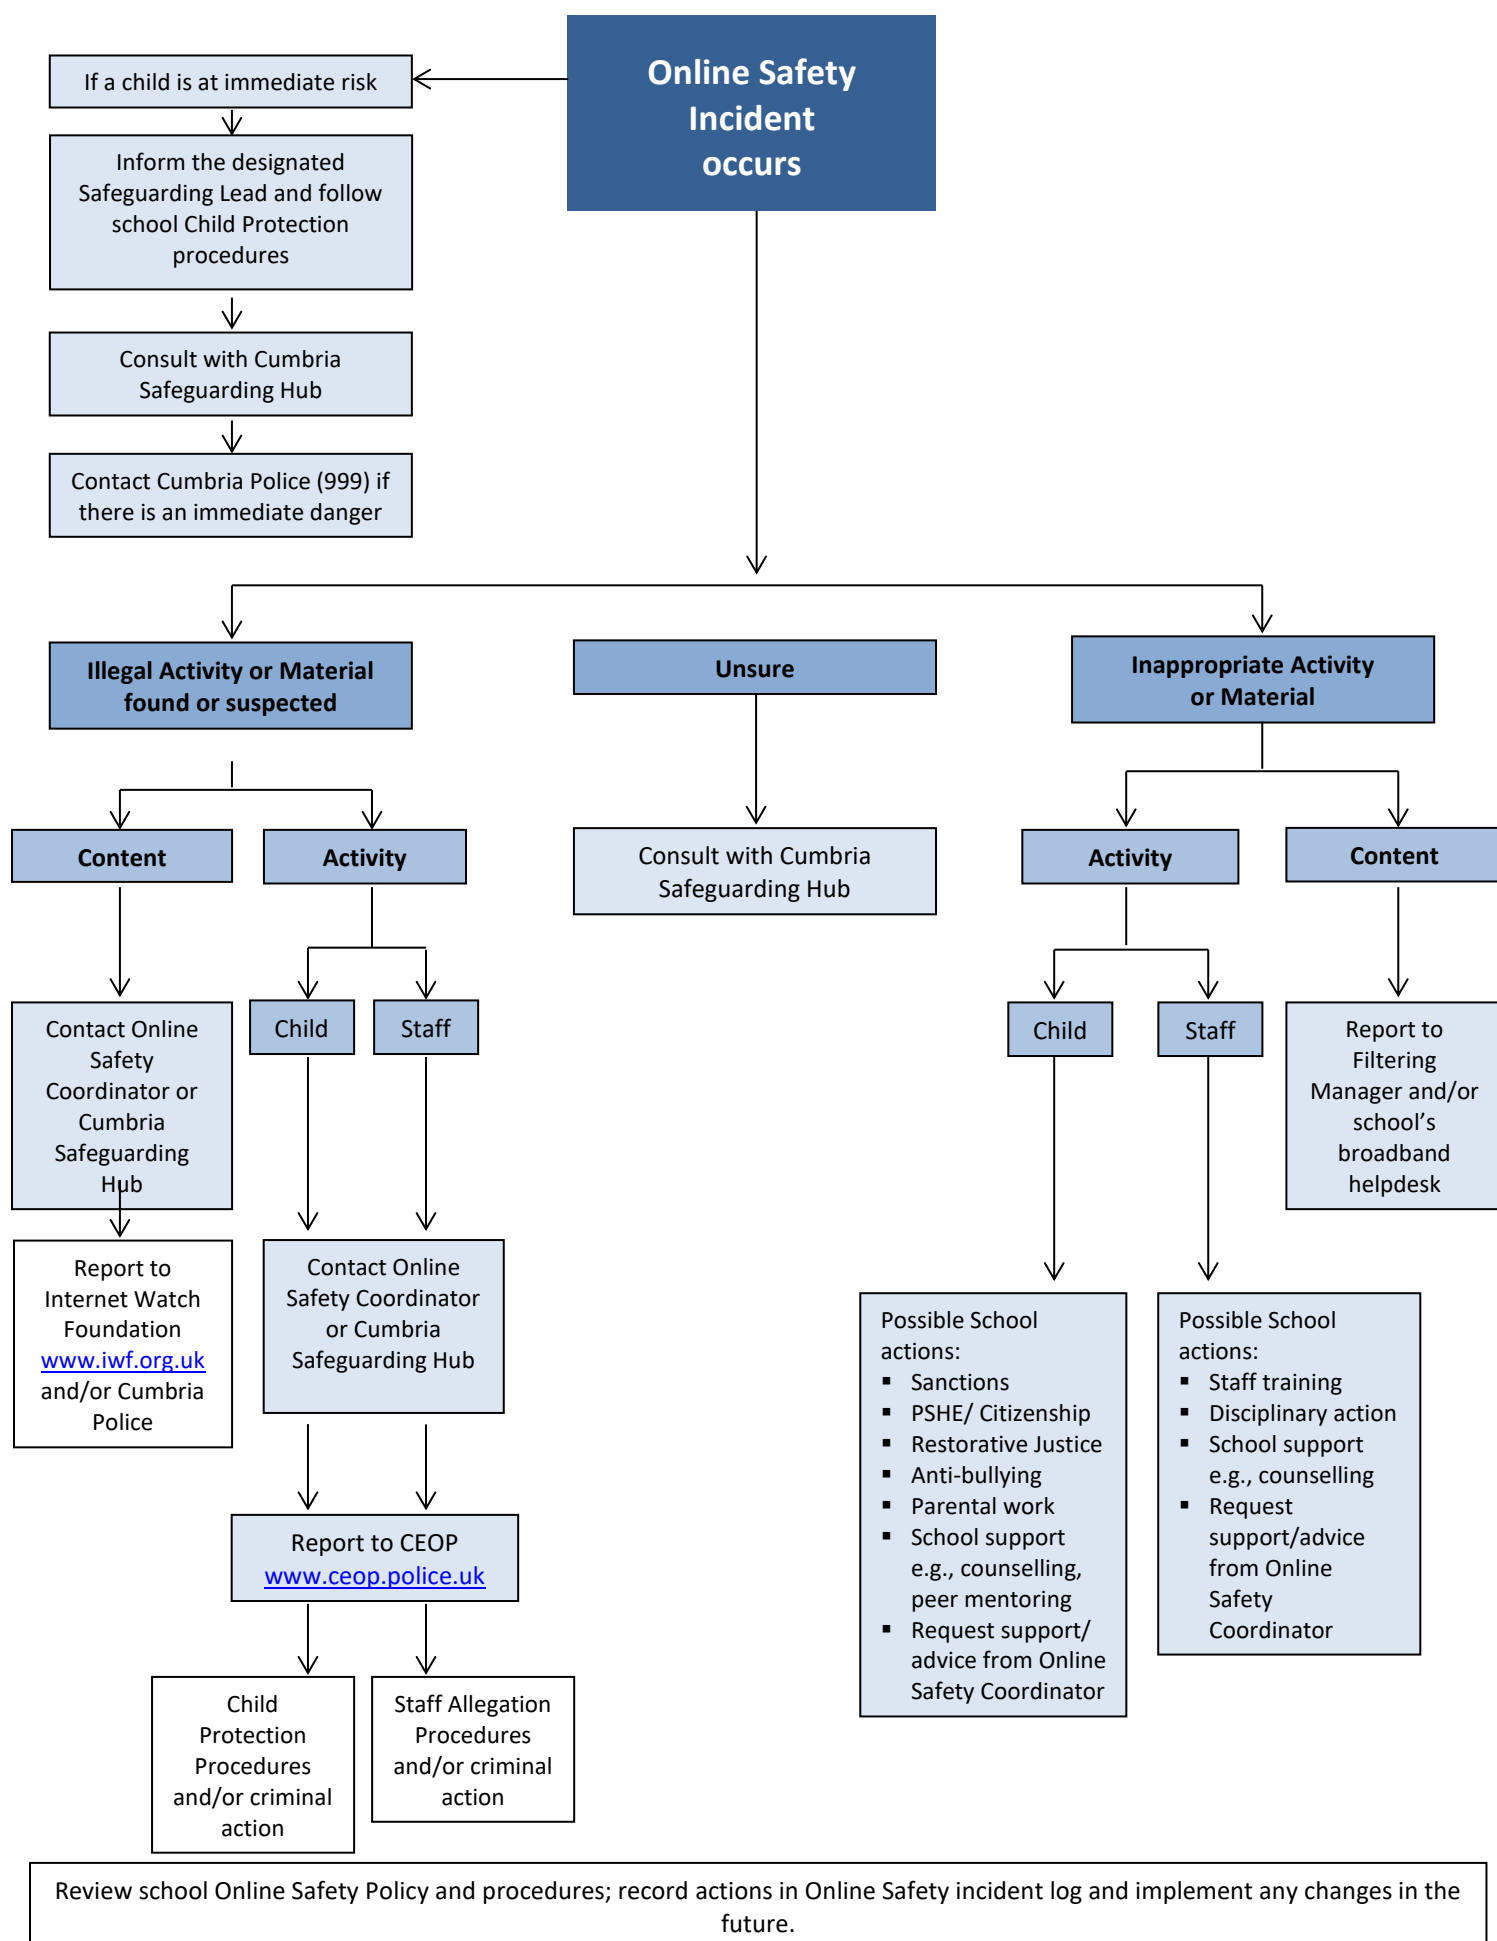 Online Safety
Incident
occurs
If a child is at immediate risk
Inform the designated
Safeguarding Lead and follow
school Child Protection
procedures
Consult with Cumbria
Safeguarding Hub
Contact Cumbria Police (999) if
there is an immediate danger
Illegal Activity or Material
found or suspected
Unsure
Inappropriate Activity
or Material
Content
Activity
Consult with Cumbria
Safeguarding Hub
Activity
Content
Contact Online
Safety
Coordinator or
Cumbria
Safeguarding
Hub
Child
Staff
Child
Staff
Report to
Filtering
Manager and/or
school’s
broadband
helpdesk
Report to
Internet Watch
Foundation
www.iwf.org.uk
and/or Cumbria
Police
Contact Online
Safety Coordinator
or Cumbria
Safeguarding Hub
Possible School
actions:
▪ Sanctions
▪ PSHE/ Citizenship
▪ Restorative Justice
▪ Anti-bullying
▪ Parental work
▪ School support
e.g., counselling,
peer mentoring
▪ Request support/
advice from Online
Safety Coordinator
Possible School
actions:
▪ Staff training
▪ Disciplinary action
▪ School support
e.g., counselling
▪ Request
support/advice
from Online
Safety
Coordinator
Report to CEOP
www.ceop.police.uk
Child
Protection
Procedures
and/or criminal
action
Staff Allegation
Procedures
and/or criminal
action
Review school Online Safety Policy and procedures; record actions in Online Safety incident log and implement any changes in the
future.